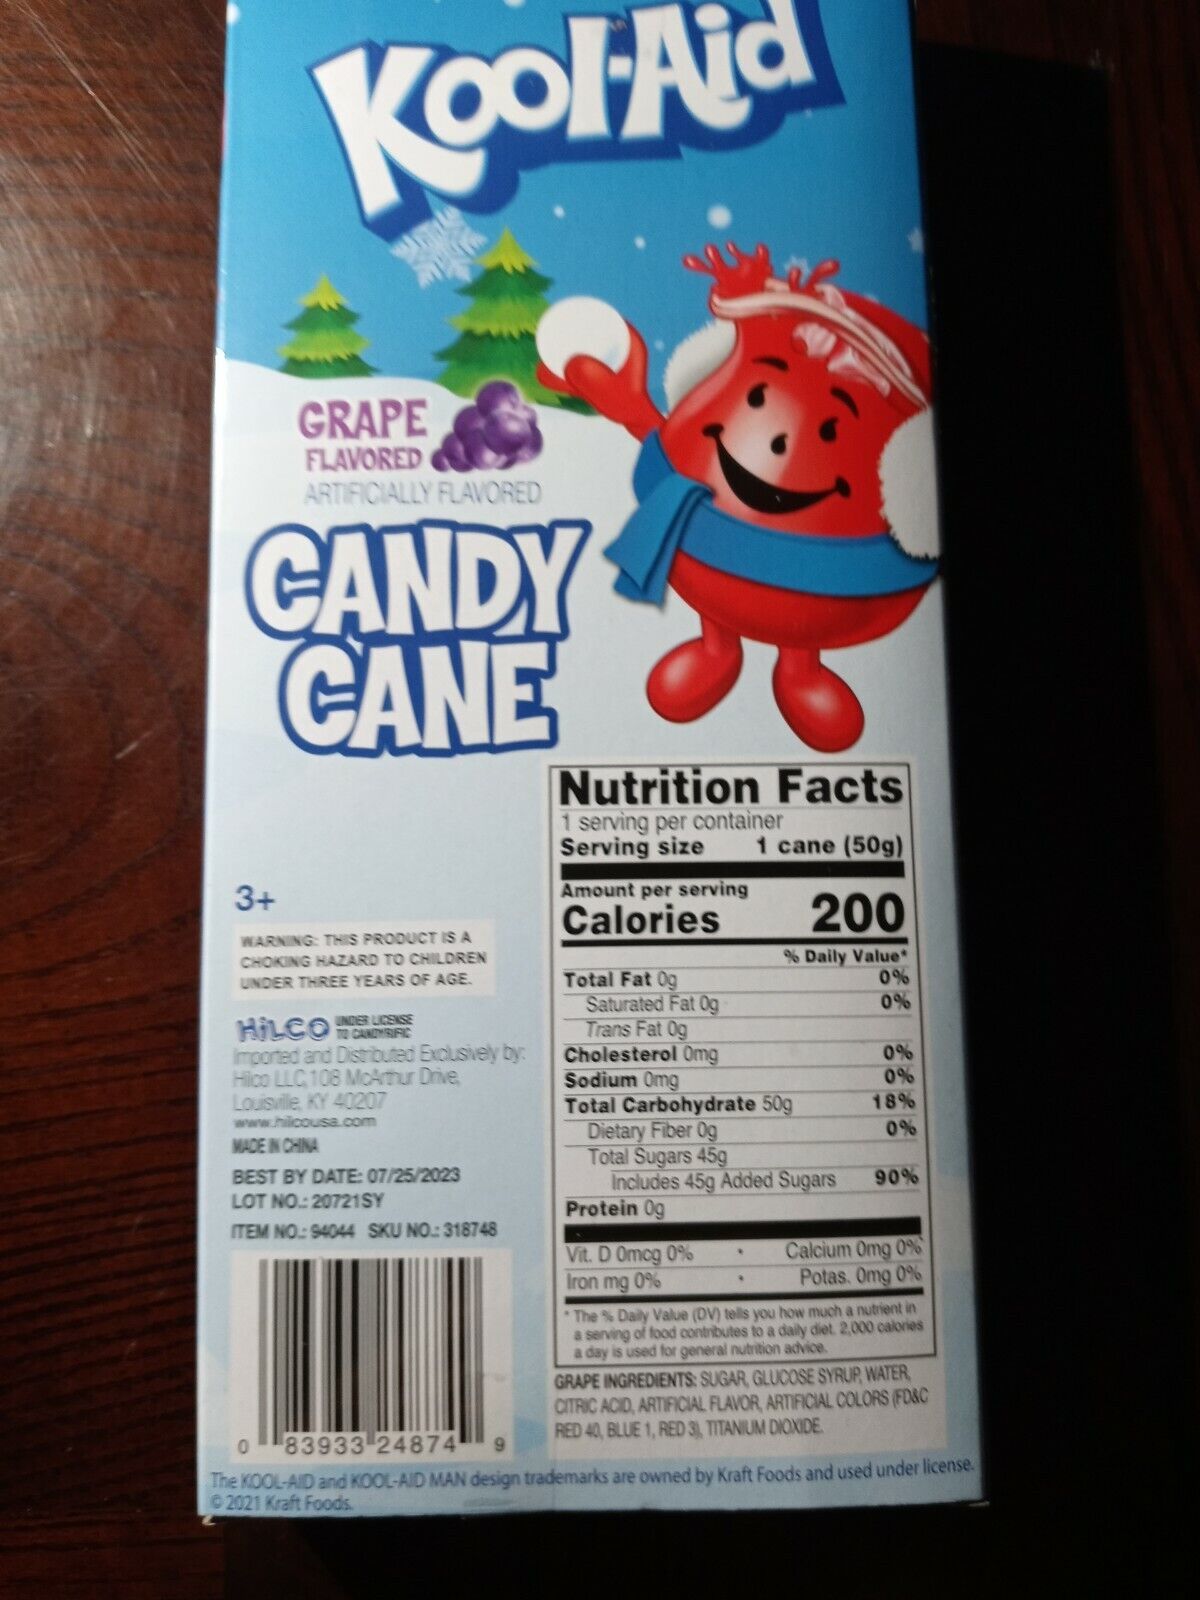 Kool-Aid
GRAPE
FLAVORED
ARTIFICIALLY FLAVORED
CANDY
CANE
3+
WARNING: THIS PRODUCT IS A
CHOKING HAZARD TO CHILDREN
UNDER THREE YEARS OF AGE.
HiLCO UNDER LICENSE
TO CANDYRIFIC
Imported and Distributed Exclusively by:
Hilco LLC, 108 McArthur Drive,
Louisville, KY 40207
www.hilcousa.com
MADE IN CHINA
BEST BY DATE: 07/25/2023
LOT NO.: 20721SY
ITEM NO.: 94044 SKU NO.: 318748
0 83933 24874 9
Nutrition Facts
1 serving per container
Serving size 1 cane (50g)
Amount per serving
Calories 200
% Daily Value*
Total Fat 0g 0%
Saturated Fat 0g 0%
Trans Fat 0g
Cholesterol 0mg 0%
Sodium 0mg 0%
Total Carbohydrate 50g 18%
Dietary Fiber 0g 0%
Total Sugars 45g
Includes 45g Added Sugars 90%
Protein 0g
Vit. D 0mcg 0% • Calcium 0mg 0%
Iron mg 0% • Potas. 0mg 0%
* The % Daily Value (DV) tells you how much a nutrient in
a serving of food contributes to a daily diet. 2,000 calories
a day is used for general nutrition advice.
GRAPE INGREDIENTS: SUGAR, GLUCOSE SYRUP, WATER,
CITRIC ACID, ARTIFICIAL FLAVOR, ARTIFICIAL COLORS (FD&C
RED 40, BLUE 1, RED 3), TITANIUM DIOXIDE.
The KOOL-AID and KOOL-AID MAN design trademarks are owned by Kraft Foods and used under license.
© 2021 Kraft Foods.